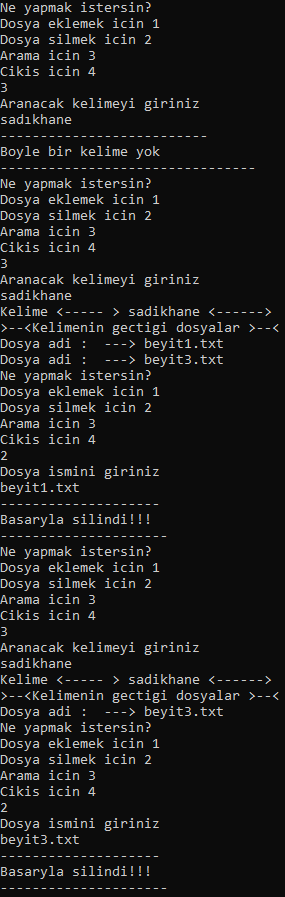 Ne yapmak istersin?
Dosya eklemek icin 1
Dosya silmek icin 2
Arama icin 3
Cikis icin 4
3
Aranacak kelimeyi giriniz
sadıkhane
--------------------------
Boyle bir kelime yok
--------------------------------
Ne yapmak istersin?
Dosya eklemek icin 1
Dosya silmek icin 2
Arama icin 3
Cikis icin 4
3
Aranacak kelimeyi giriniz
sadikhane
Kelime <----- > sadikhane <------>
>--<Kelimenin gectigi dosyalar >--<
Dosya adi :  ---> beyit1.txt
Dosya adi :  ---> beyit3.txt
Ne yapmak istersin?
Dosya eklemek icin 1
Dosya silmek icin 2
Arama icin 3
Cikis icin 4
2
Dosya ismini giriniz
beyit1.txt
--------------------
Basaryla silindi!!!
---------------------
Ne yapmak istersin?
Dosya eklemek icin 1
Dosya silmek icin 2
Arama icin 3
Cikis icin 4
3
Aranacak kelimeyi giriniz
sadikhane
Kelime <----- > sadikhane <------>
>--<Kelimenin gectigi dosyalar >--<
Dosya adi :  ---> beyit3.txt
Ne yapmak istersin?
Dosya eklemek icin 1
Dosya silmek icin 2
Arama icin 3
Cikis icin 4
2
Dosya ismini giriniz
beyit3.txt
--------------------
Basaryla silindi!!!
---------------------